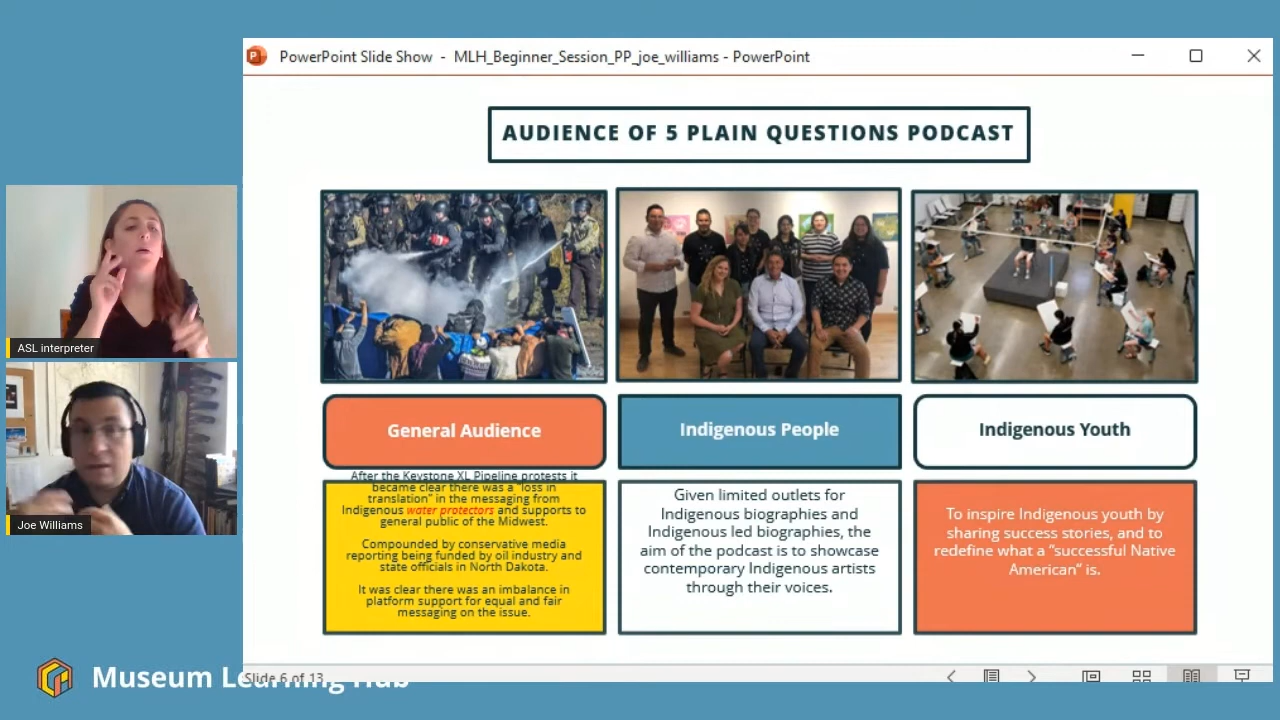 PowerPoint Slide Show - MLH_Beginner_Session_PP_joe_williams - PowerPoint
AUDIENCE OF 5 PLAIN QUESTIONS PODCAST
General Audience
After the Keystone XL Pipeline protests it
became clear there was a "loss in
translation" in the messaging from
Indigenous water protectors and supports to
general public of the Midwest.
Compounded by conservative media
reporting being funded by oil industry and
state officials in North Dakota.
It was clear there was an imbalance in
platform support for equal and fair
messaging on the issue.
Indigenous People
Given limited outlets for
Indigenous biographies and
Indigenous led biographies, the
aim of the podcast is to showcase
contemporary Indigenous artists
through their voices.
Indigenous Youth
To inspire Indigenous youth by
sharing success stories, and to
redefine what a "successful Native
American" is.
ASL interpreter
Joe Williams
Slide 6 of 13
Museum Learning Hub